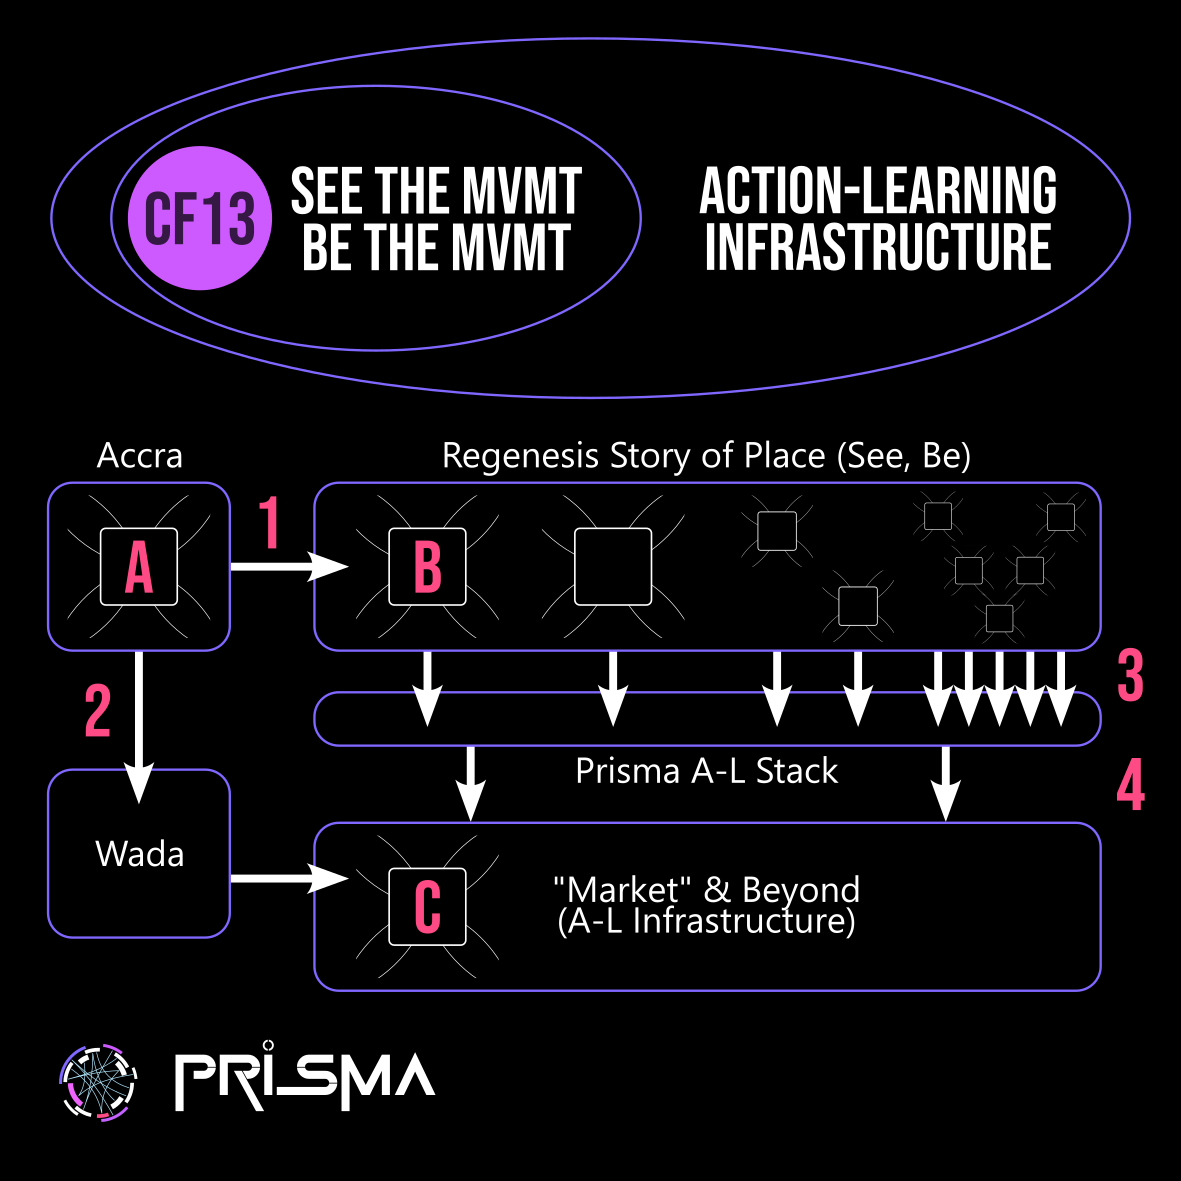 CF13
SEE THE MVMT
BE THE MVMT
ACTION-LEARNING
INFRASTRUCTURE
Accra
Regenesis Story of Place (See, Be)
A
1
B
2
3
Prisma A-L Stack
4
Wada
C
"Market" & Beyond
(A-L Infrastructure)
PRISMA